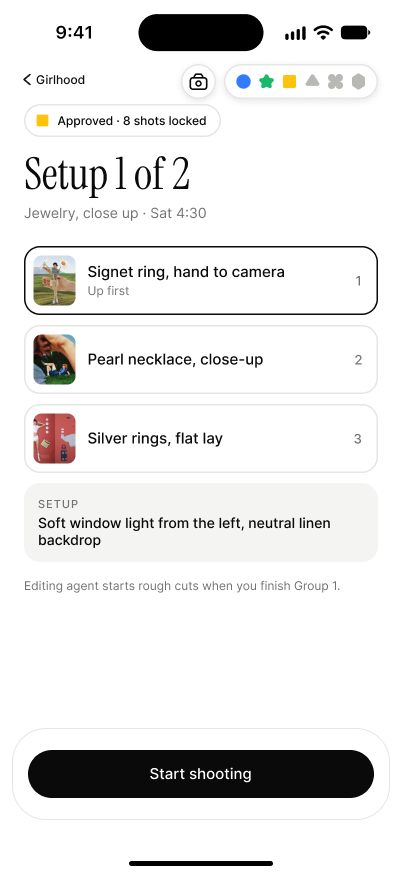 9:41
Girlhood
Approved · 8 shots locked
Setup 1 of 2
Jewelry, close up · Sat 4:30
Signet ring, hand to camera
Up first
1
Pearl necklace, close-up
2
Silver rings, flat lay
3
SETUP
Soft window light from the left, neutral linen
backdrop
Editing agent starts rough cuts when you finish Group 1.
Start shooting